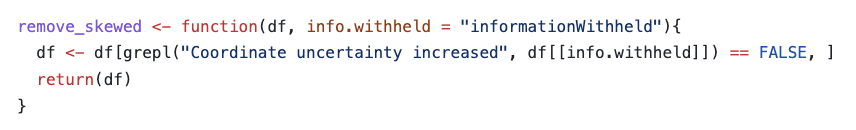 remove_skewed <- function(df, info.withheld = "informationWithheld"){
  df <- df[grepl("Coordinate uncertainty increased", df[[info.withheld]]) == FALSE, ]
  return(df)
}